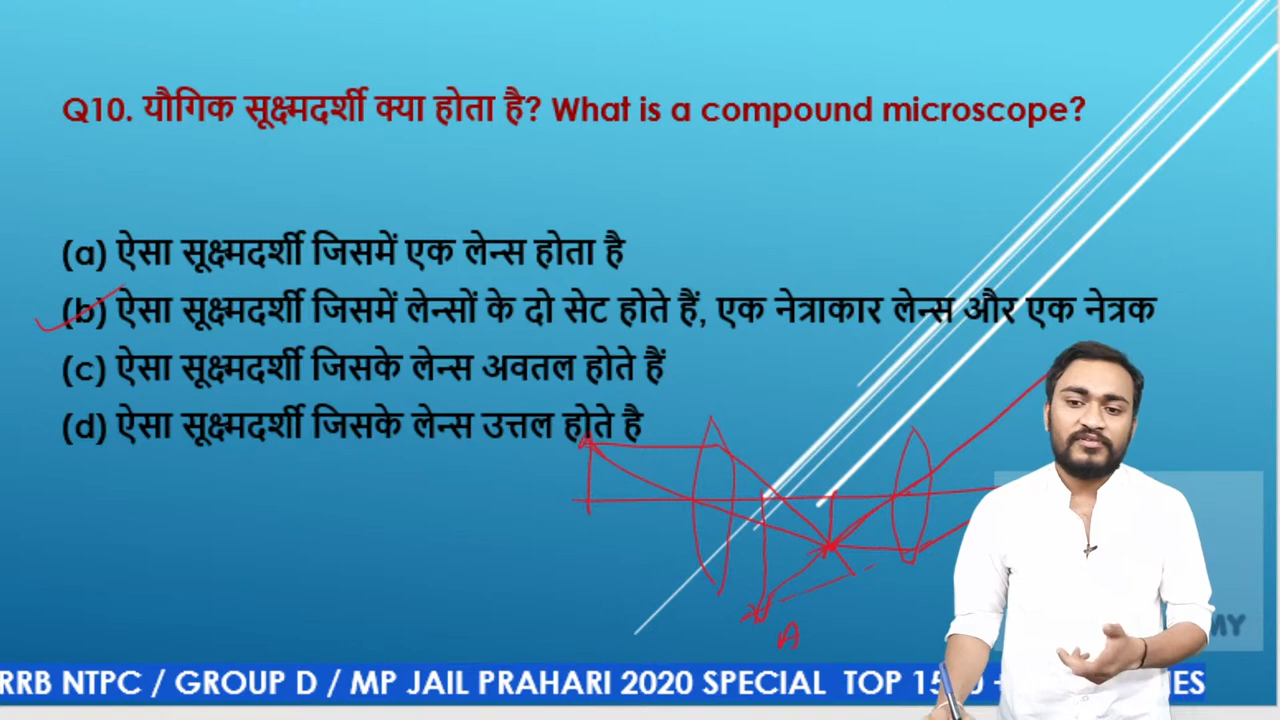 Q10. यौगिक सूक्ष्मदर्शी क्या होता है? What is a compound microscope?
(a) ऐसा सूक्ष्मदर्शी जिसमें एक लेन्स होता है
(b) ऐसा सूक्ष्मदर्शी जिसमें लेन्सों के दो सेट होते हैं, एक नेत्राकार लेन्स और एक नेत्रक
(c) ऐसा सूक्ष्मदर्शी जिसके लेन्स अवतल होते हैं
(d) ऐसा सूक्ष्मदर्शी जिसके लेन्स उत्तल होते है
A
MY
RRB NTPC / GROUP D / MP JAIL PRAHARI 2020 SPECIAL TOP